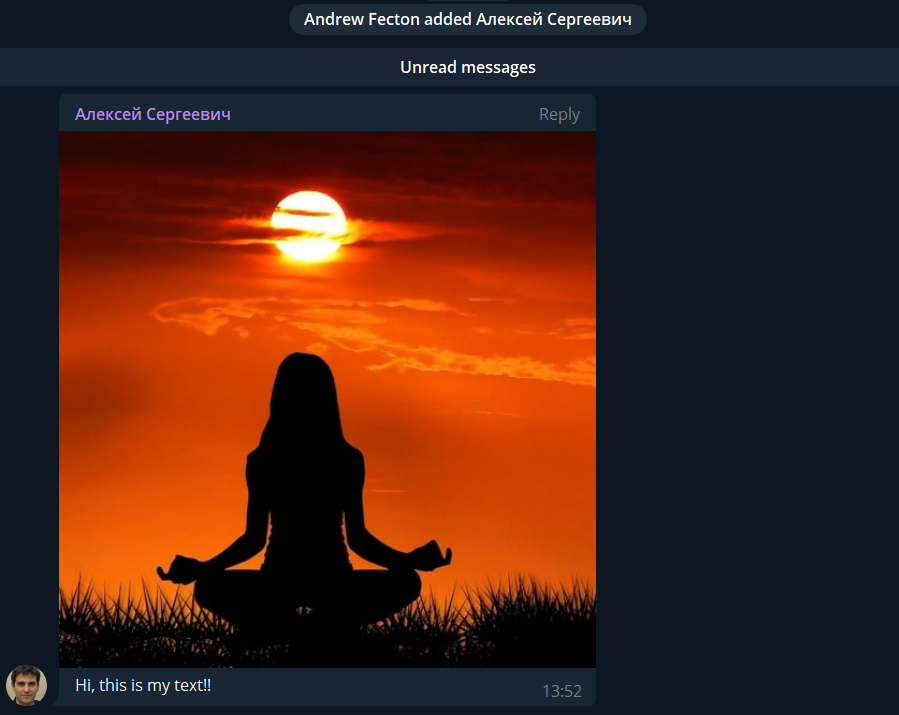 Andrew Fecton added Алексей Сергеевич
Unread messages
Алексей Сергеевич Reply
Hi, this is my text!!
13:52